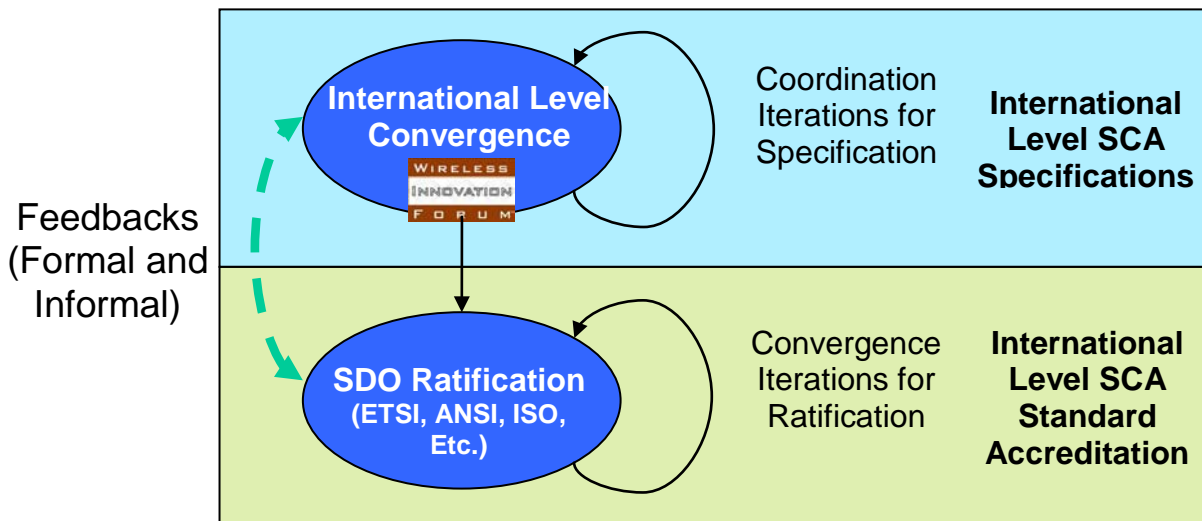 International Level
Convergence
WIRELESS
INNOVATION
FORUM
Coordination
Iterations for
Specification
International
Level SCA
Specifications
Feedbacks
(Formal and
Informal)
SDO Ratification
(ETSI, ANSI, ISO,
Etc.)
Convergence
Iterations for
Ratification
International
Level SCA
Standard
Accreditation